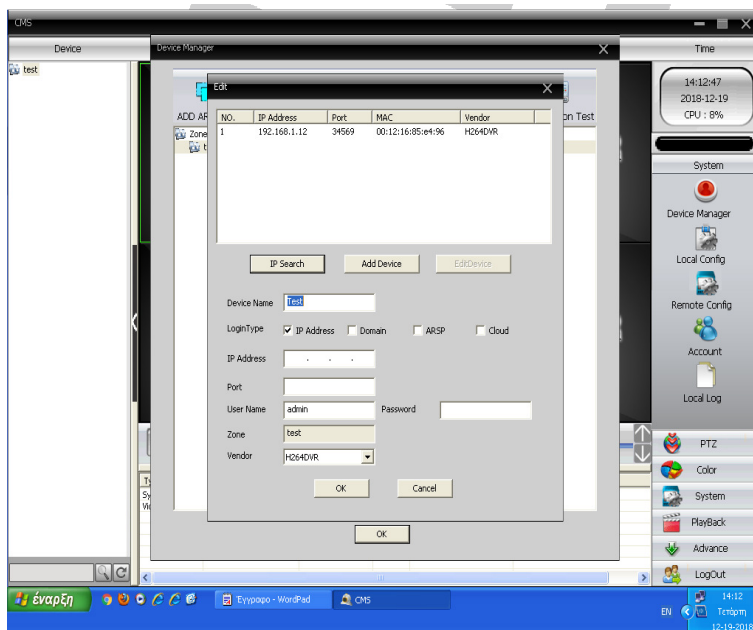 CMS
Device
Device Manager
Time
test
Edit
14:12:47
2018-12-19
CPU : 8%
ADD AR
on Test
NO. IP Address Port MAC Vendor
1 192.168.1.12 34569 00:12:16:85:e4:96 H264DVR
Zone
t
System
Device Manager
IP Search Add Device EditDevice
Local Config
Device Name Test
Remote Config
LoginType IP Address Domain ARSP Cloud
IP Address . . .
Account
Port
Local Log
User Name admin Password
Zone test
Vendor H264DVR
PTZ
Color
Ty
Sy
Vic
OK Cancel
System
PlayBack
OK
Advance
LogOut
έναρξη Έγγραφο - WordPad CMS
EN 14:12
Τετάρτη
12-19-2018